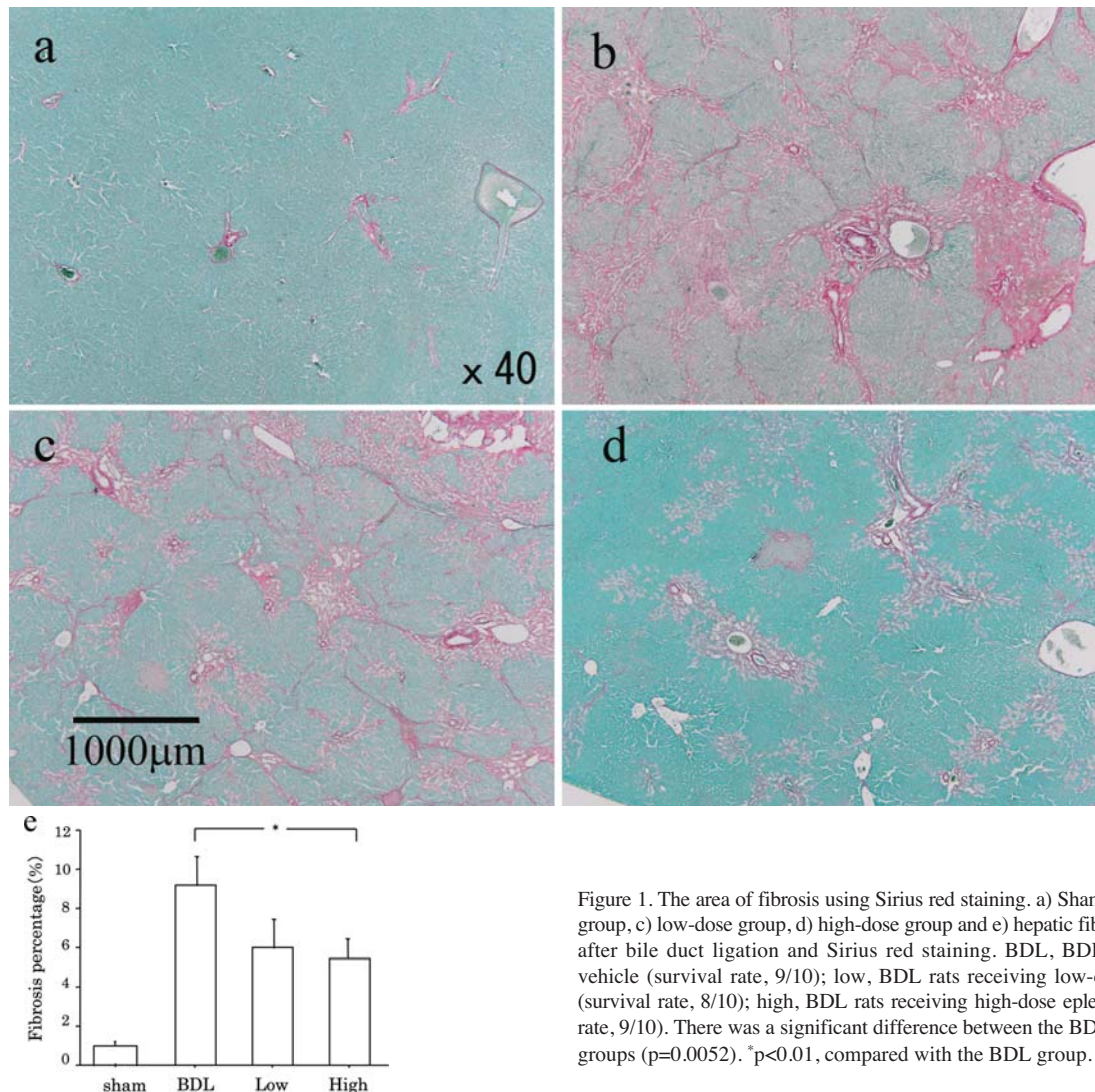 a
b
× 40
c
d
1000μm
e
Fibrosis percentage(%)
12
10
8
6
4
2
0
*
sham BDL Low High
Figure 1. The area of fibrosis using Sirius red staining. a) Sham
group, c) low-dose group, d) high-dose group and e) hepatic fib
after bile duct ligation and Sirius red staining. BDL, BDL
vehicle (survival rate, 9/10); low, BDL rats receiving low-
(survival rate, 8/10); high, BDL rats receiving high-dose eple
rate, 9/10). There was a significant difference between the BD
groups (p=0.0052). *p<0.01, compared with the BDL group.